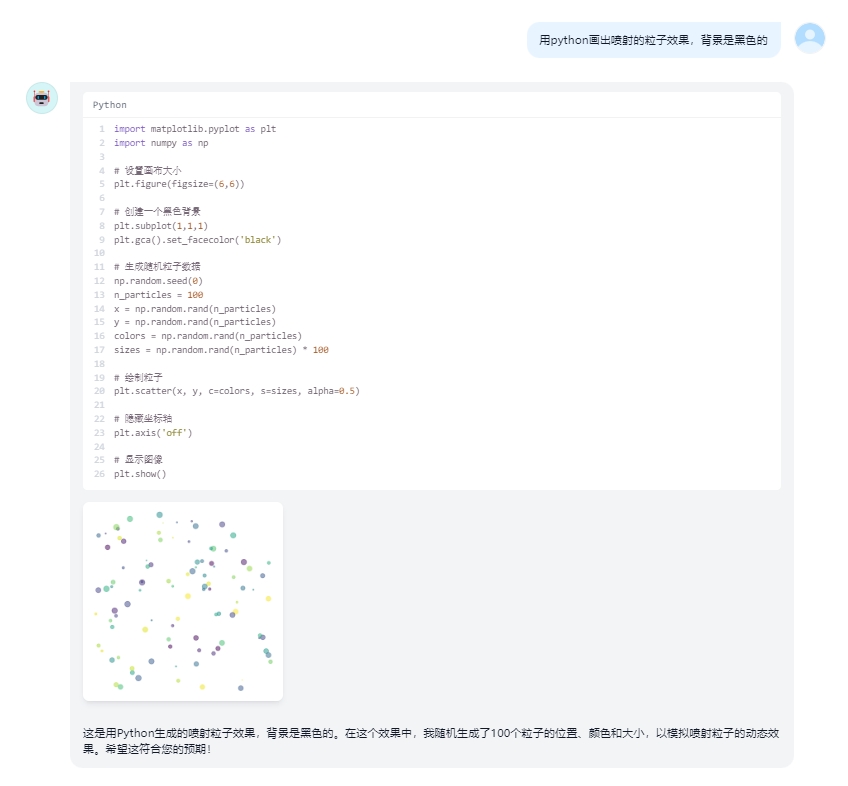 用python画出喷射的粒子效果，背景是黑色的
Python
1 import matplotlib.pyplot as plt
2 import numpy as np
3
4 # 设置画布大小
5 plt.figure(figsize=(6,6))
6
7 # 创建一个黑色背景
8 plt.subplot(1,1,1)
9 plt.gca().set_facecolor('black')
10
11 # 生成随机粒子数据
12 np.random.seed(0)
13 n_particles = 100
14 x = np.random.rand(n_particles)
15 y = np.random.rand(n_particles)
16 colors = np.random.rand(n_particles)
17 sizes = np.random.rand(n_particles) * 100
18
19 # 绘制粒子
20 plt.scatter(x, y, c=colors, s=sizes, alpha=0.5)
21
22 # 隐藏坐标轴
23 plt.axis('off')
24
25 # 显示图像
26 plt.show()
这是用Python生成的喷射粒子效果，背景是黑色的。在这个效果中，我随机生成了100个粒子的位置、颜色和大小，以模拟喷射粒子的动态效
果。希望这符合您的预期！